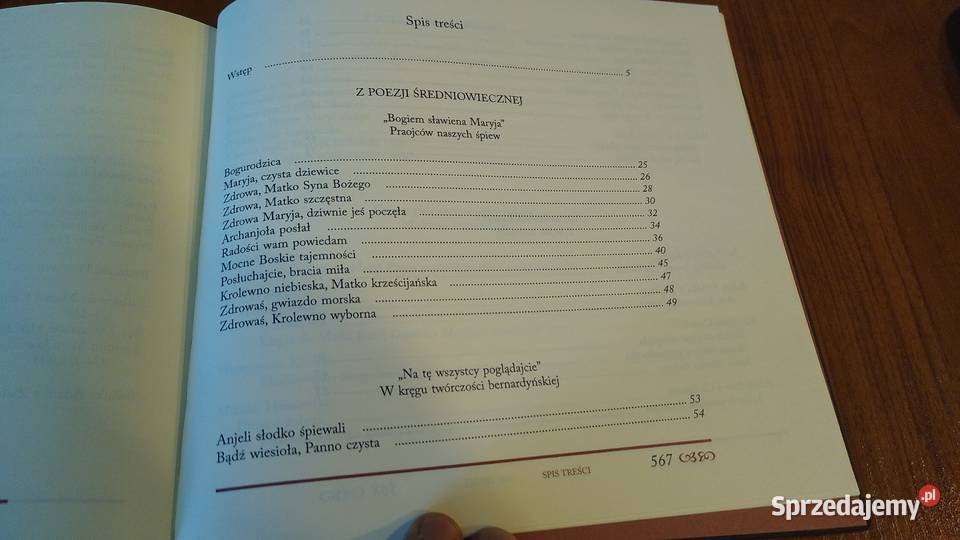 Spis treści
Wstęp 5
Z POEZJI ŚREDNIOWIECZNEJ
„Bogiem sławiena Maryja”
Praojców naszych śpiew
Bogurodzica 25
Maryja, czysta dziewice 26
Zdrowa, Matko Syna Bożego 28
Zdrowa, Matko szczęstna 30
Zdrowa Maryja, dziwnie jeś poczęła 32
Archanjoła posłał 34
Radości wam powiedam 36
Mocne Boskie tajemności 40
Posłuchajcie, bracia miła 45
Krolewno niebieska, Matko krześcijańska 47
Zdrowaś, gwiazdo morska 48
Zdrowaś, Krolewno wyborna 49
„Na tę wszystcy poglądajcie”
W kręgu twórczości bernardyńskiej
Anjeli słodko śpiewali 53
Bądź wiesioła, Panno czysta 54
SPIS TREŚCI 567
Sprzedajemy.pl